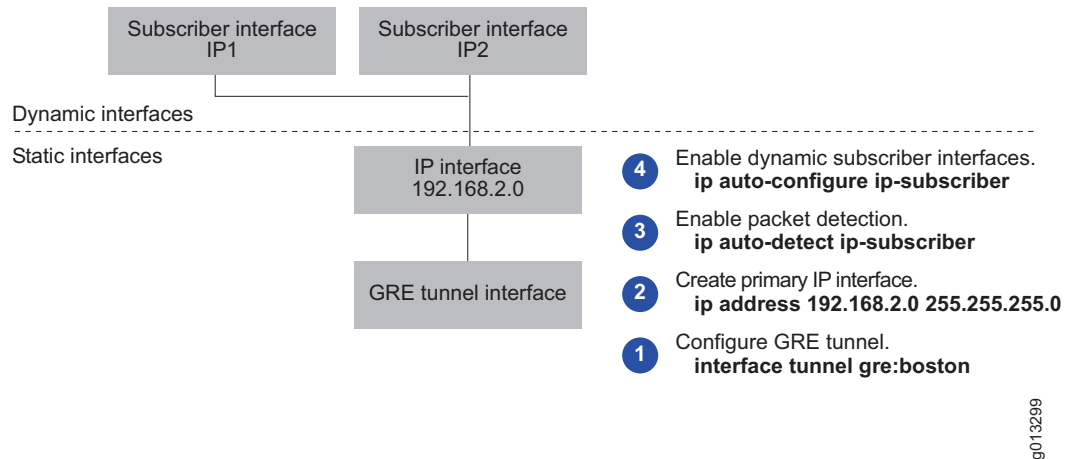 Subscriber interface
IP1
Subscriber interface
IP2
Dynamic interfaces
Static interfaces
IP interface
192.168.2.0
GRE tunnel interface
4 Enable dynamic subscriber interfaces.
ip auto-configure ip-subscriber
3 Enable packet detection.
ip auto-detect ip-subscriber
2 Create primary IP interface.
ip address 192.168.2.0 255.255.255.0
1 Configure GRE tunnel.
interface tunnel gre:boston
g013299